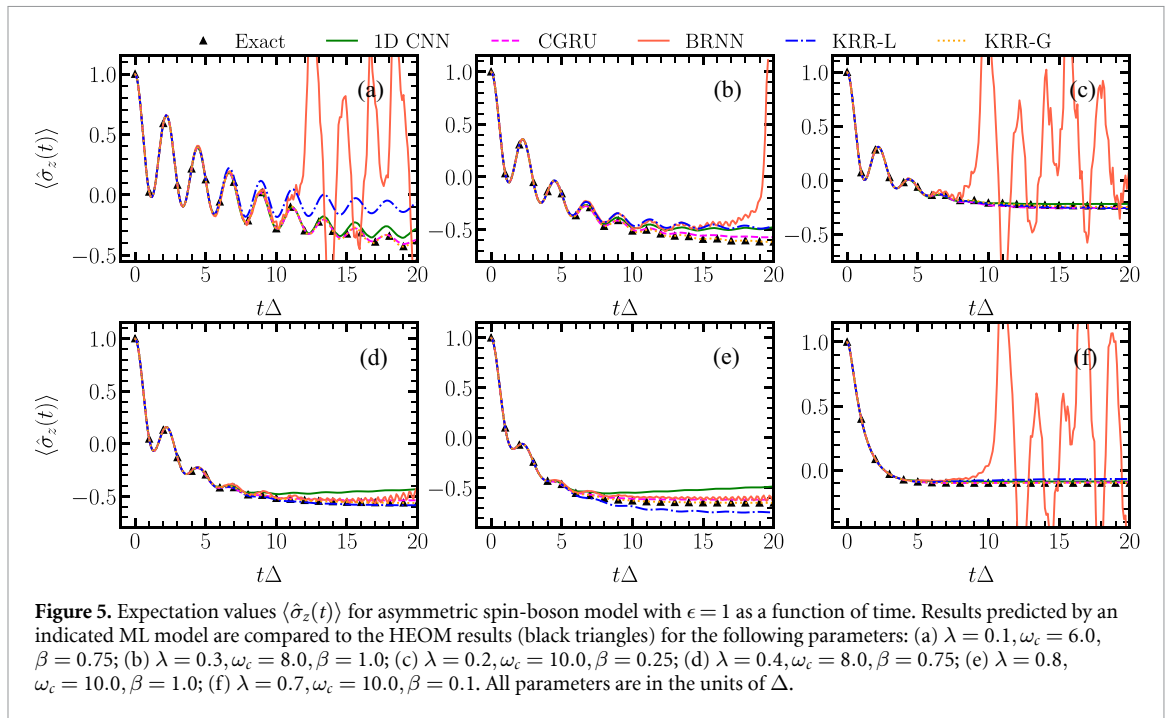 Exact 1D CNN CGRU BRNN KRR-L KRR-G
(a) (b) (c)
1.0 1.0 1.0
0.5 0.5 0.5
0.0 0.0 0.0
−0.5 −0.5 −0.5
⟨σ̂z(t)⟩
0 5 10 15 20 0 5 10 15 20 0 5 10 15 20
tΔ tΔ tΔ
(d) (e) (f)
1.0 1.0 1.0
0.5 0.5 0.5
0.0 0.0 0.0
−0.5 −0.5
⟨σ̂z(t)⟩
0 5 10 15 20 0 5 10 15 20 0 5 10 15 20
tΔ tΔ tΔ
Figure 5. Expectation values ⟨σ̂z(t)⟩ for asymmetric spin-boson model with ϵ = 1 as a function of time. Results predicted by an
indicated ML model are compared to the HEOM results (black triangles) for the following parameters: (a) λ = 0.1, ωc = 6.0,
β = 0.75; (b) λ = 0.3, ωc = 8.0, β = 1.0; (c) λ = 0.2, ωc = 10.0, β = 0.25; (d) λ = 0.4, ωc = 8.0, β = 0.75; (e) λ = 0.8,
ωc = 10.0, β = 1.0; (f) λ = 0.7, ωc = 10.0, β = 0.1. All parameters are in the units of Δ.